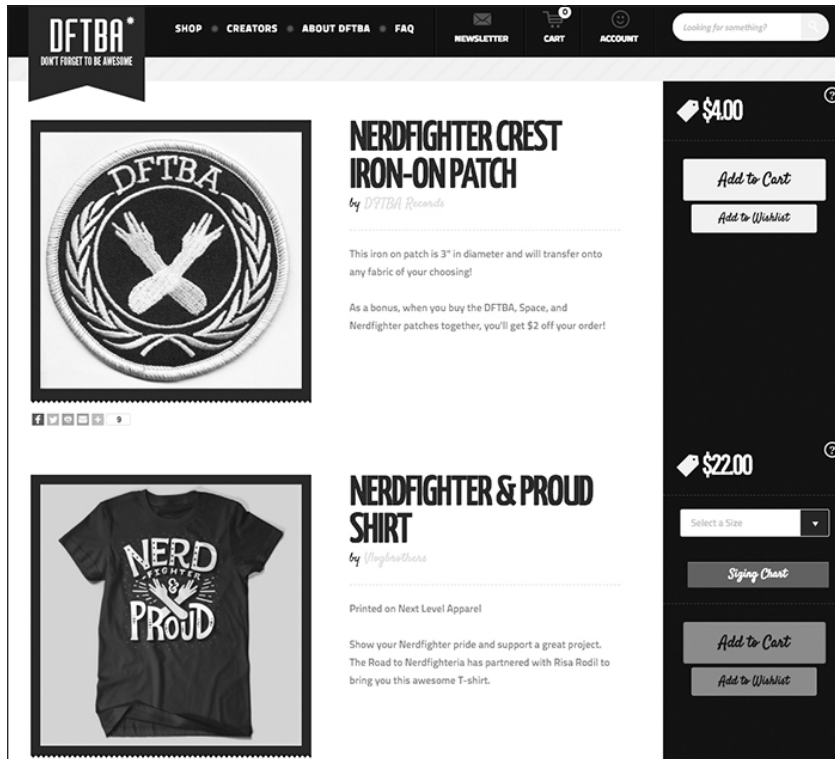 DFTBA*
DON'T FORGET TO BE AWESOME
SHOP
CREATORS
ABOUT DFTBA
FAQ
NEWSLETTER
0
CART
ACCOUNT
Looking for something?
DFTBA
NERDFIGHTER CREST
IRON-ON PATCH
by DFTBA Records
This iron on patch is 3" in diameter and will transfer onto
any fabric of your choosing!
As a bonus, when you buy the DFTBA, Space, and
Nerdfighter patches together, you'll get $2 off your order!
$4.00
?
Add to Cart
Add to Wishlist
9
NERD
FIGHTER
&
PROUD
NERDFIGHTER & PROUD
SHIRT
by Vlogbrothers
Printed on Next Level Apparel
Show your Nerdfighter pride and support a great project.
The Road to Nerdfighteria has partnered with Risa Rodil to
bring you this awesome T-shirt.
$22.00
?
Select a Size
Sizing Chart
Add to Cart
Add to Wishlist